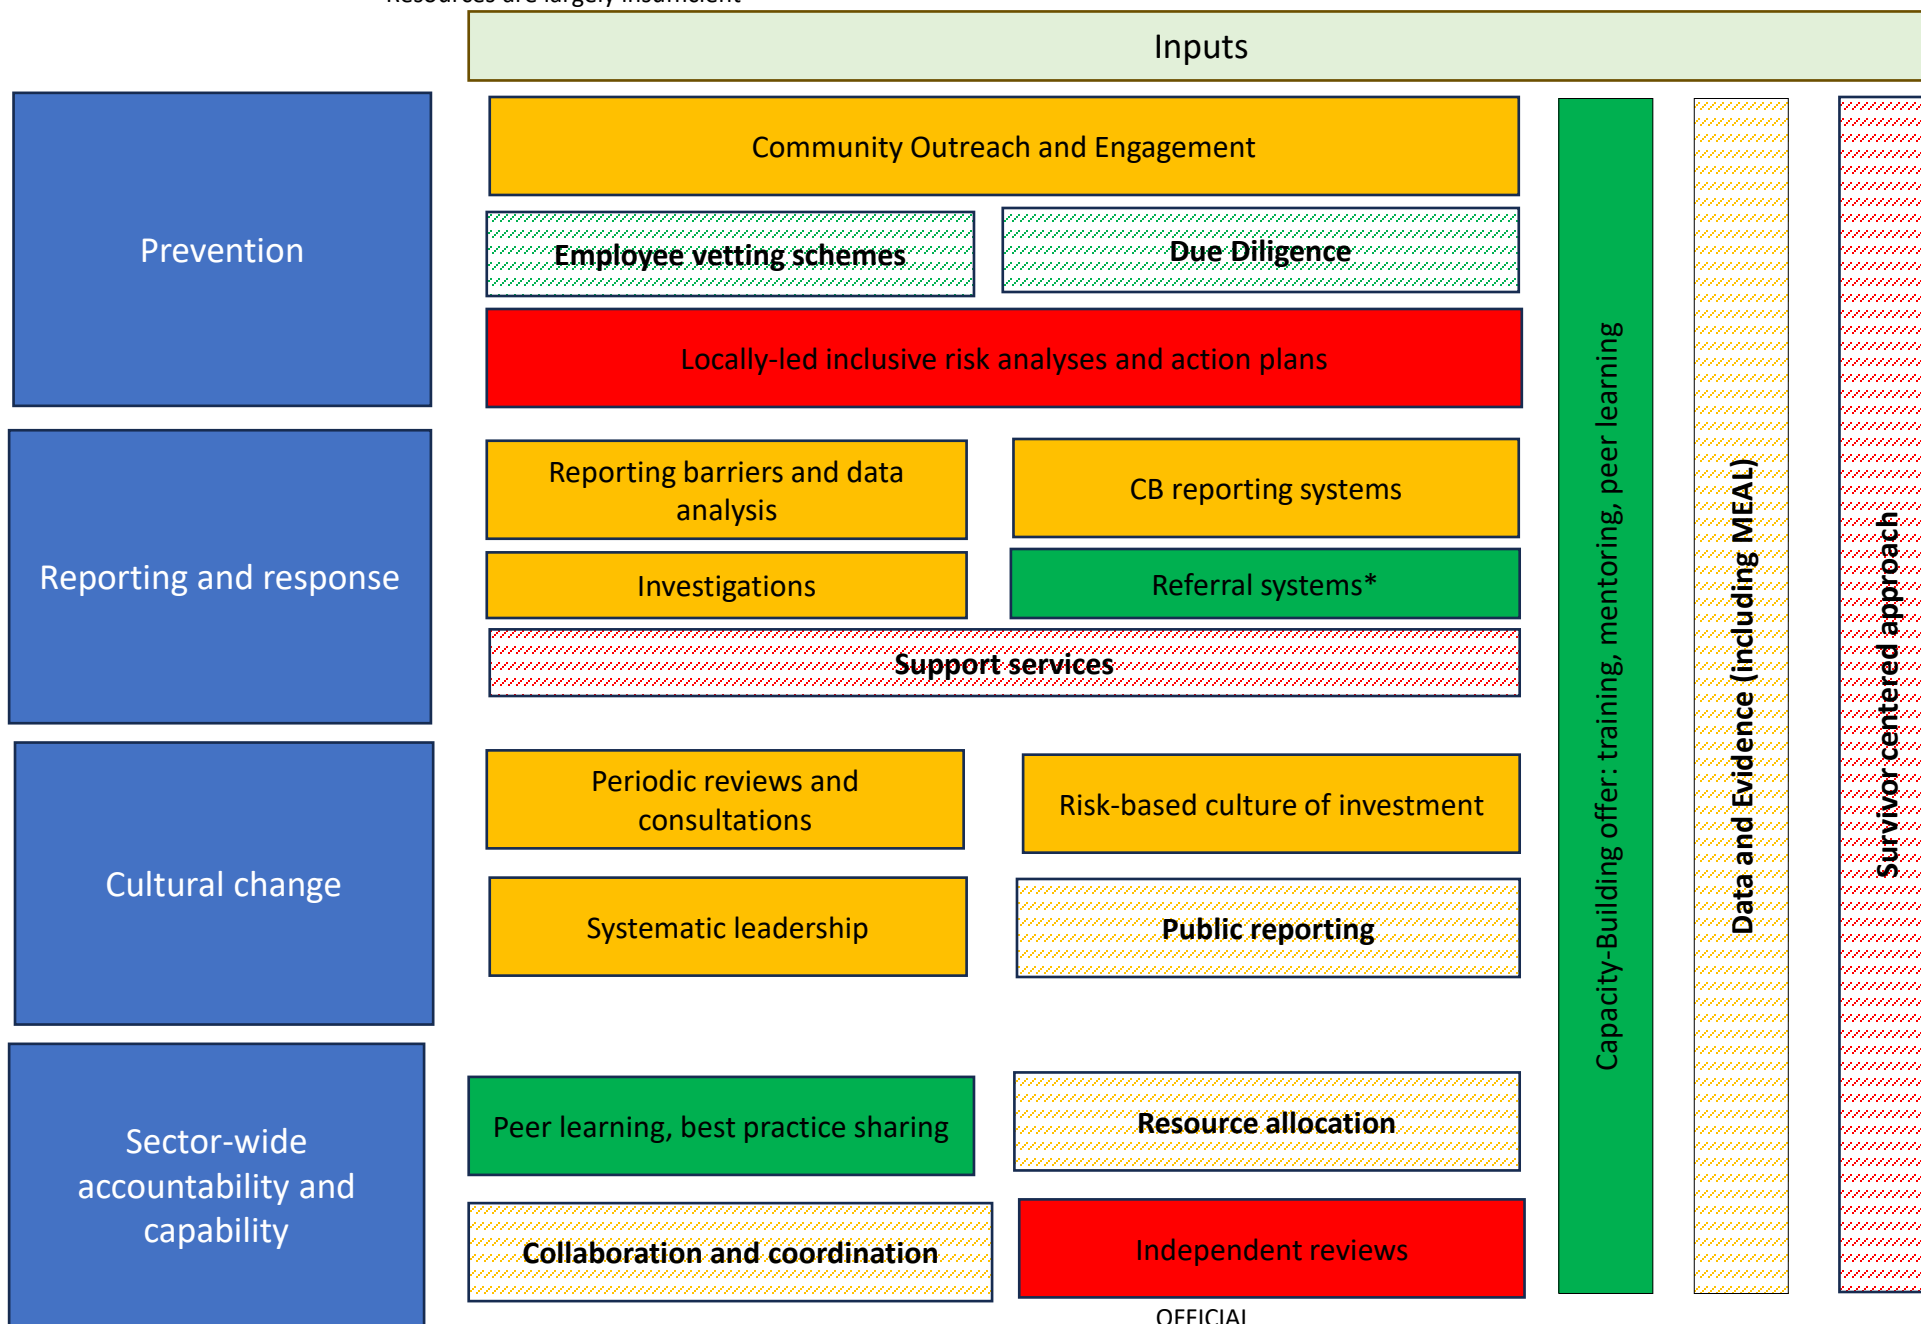 Resources are largely insufficient
Inputs
Prevention
Community Outreach and Engagement
Employee vetting schemes
Due Diligence
Locally-led inclusive risk analyses and action plans
Reporting and response
Reporting barriers and data
analysis
CB reporting systems
Investigations
Referral systems*
Support services
Cultural change
Periodic reviews and
consultations
Risk-based culture of investment
Systematic leadership
Public reporting
Sector-wide
accountability and
capability
Peer learning, best practice sharing
Resource allocation
Collaboration and coordination
Independent reviews
Capacity-Building offer: training, mentoring, peer learning
Data and Evidence (including MEAL)
Survivor centered approach
OFFICIAL